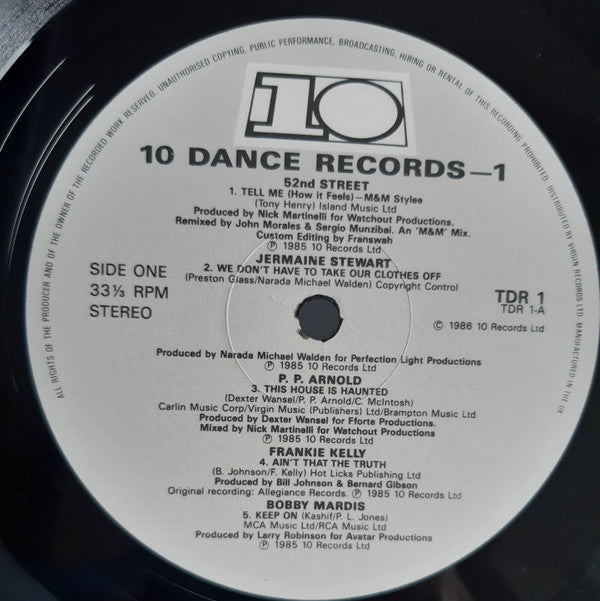 ALL RIGHTS OF THE PRODUCER AND OF THE OWNER OF THE RECORDED WORK RESERVED. UNAUTHORISED COPYING, PUBLIC PERFORMANCE, BROADCASTING, HIRING OR RENTAL OF THIS RECORDING PROHIBITED. DISTRIBUTED BY VIRGIN RECORDS LTD. MANUFACTURED IN THE UK
10
10 DANCE RECORDS—1
52nd STREET
1. TELL ME (How it Feels)—M&M Stylee
(Tony Henry) Island Music Ltd
Produced by Nick Martinelli for Watchout Productions.
Remixed by John Morales & Sergio Munzibai. An 'M&M' Mix.
Custom Editing by Franswah
℗ 1985 10 Records Ltd
JERMAINE STEWART
2. WE DON'T HAVE TO TAKE OUR CLOTHES OFF
(Preston Glass/Narada Michael Walden) Copyright Control
SIDE ONE
33⅓ RPM
STEREO
TDR 1
TDR 1-A
© 1986 10 Records Ltd
Produced by Narada Michael Walden for Perfection Light Productions
℗ 1985 10 Records Ltd
P. P. ARNOLD
3. THIS HOUSE IS HAUNTED
(Dexter Wansel/P. P. Arnold/C. McIntosh)
Carlin Music Corp/Virgin Music (Publishers) Ltd/Brampton Music Ltd
Produced by Dexter Wansel for Fforte Productions.
Mixed by Nick Martinelli for Watchout Productions
℗ 1985 10 Records Ltd
FRANKIE KELLY
4. AIN'T THAT THE TRUTH
(B. Johnson/F. Kelly) Hot Licks Publishing Ltd
Produced by Bill Johnson & Bernard Gibson
Original recording: Allegiance Records. ℗ 1985 10 Records Ltd
BOBBY MARDIS
5. KEEP ON (Kashif/P. L. Jones)
MCA Music Ltd/RCA Music Ltd
Produced by Larry Robinson for Avatar Productions
℗ 1985 10 Records Ltd